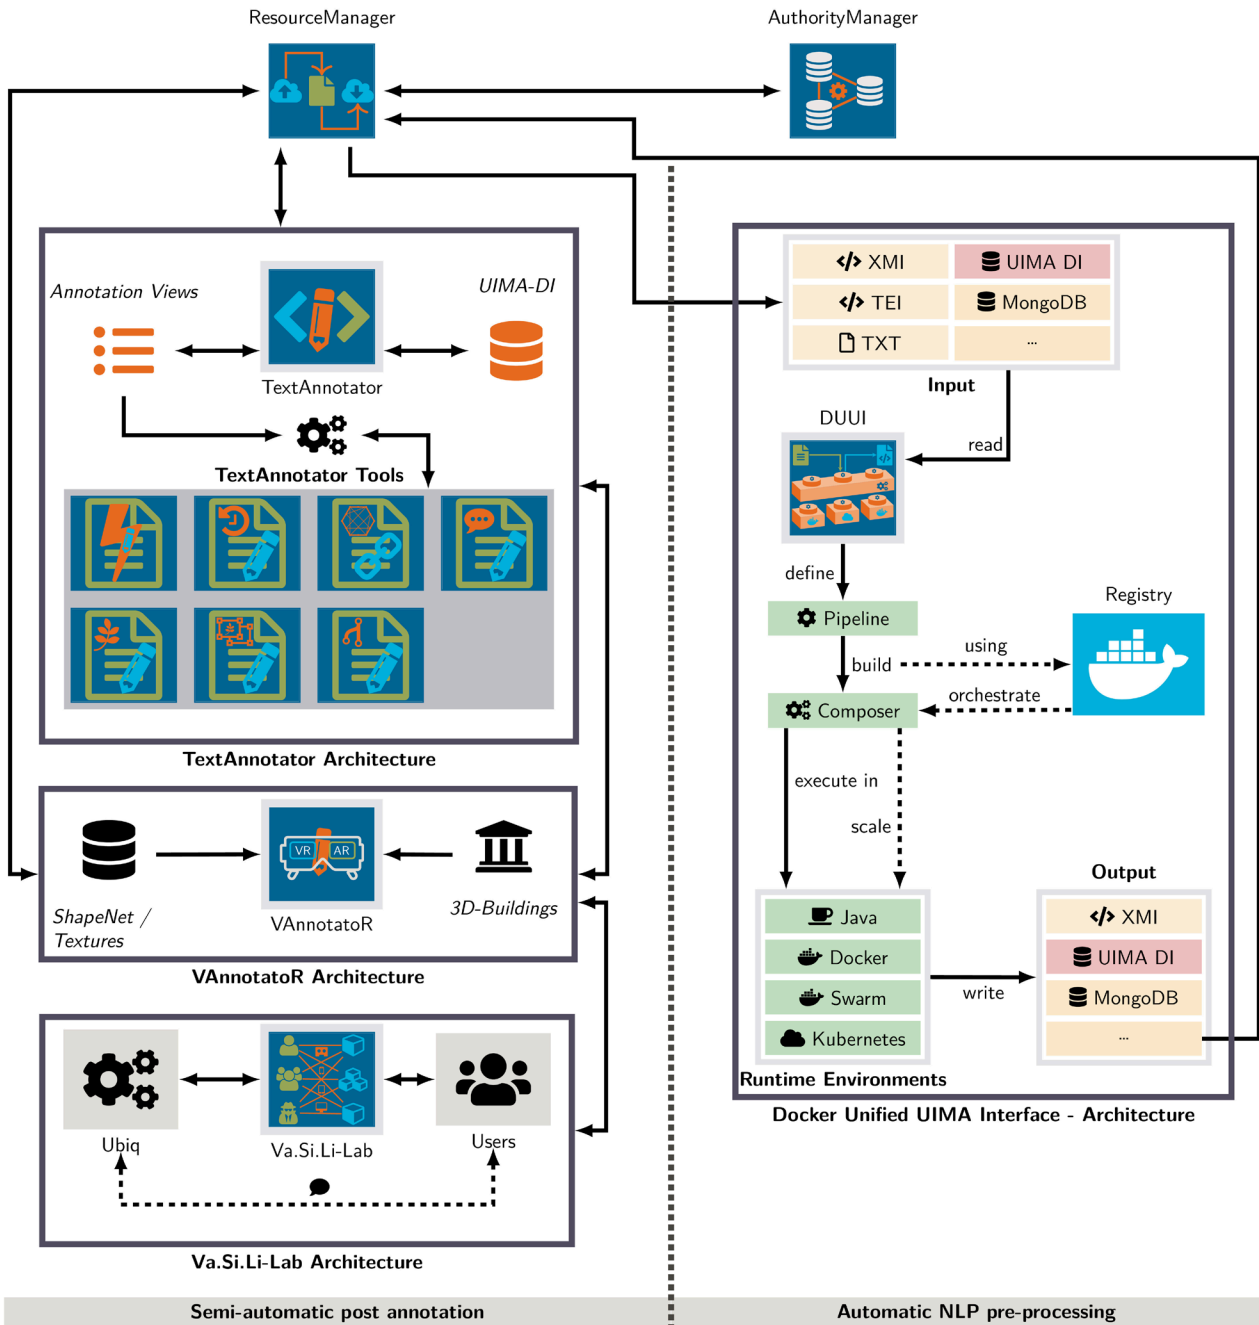 ResourceManager
AuthorityManager
Annotation Views
UIMA-DI
TextAnnotator
TextAnnotator Tools
TextAnnotator Architecture
VR
AR
ShapeNet /
Textures
VAnnotatoR
3D-Buildings
VAnnotatoR Architecture
Ubiq
Va.Si.Li-Lab
Users
Va.Si.Li-Lab Architecture
Semi-automatic post annotation
</> XMI
UIMA DI
</> TEI
MongoDB
TXT
...
Input
read
DUUI
define
Pipeline
build
using
Registry
orchestrate
Composer
execute in
scale
Java
Docker
Swarm
Kubernetes
Runtime Environments
write
Output
</> XMI
UIMA DI
MongoDB
...
Docker Unified UIMA Interface - Architecture
Automatic NLP pre-processing